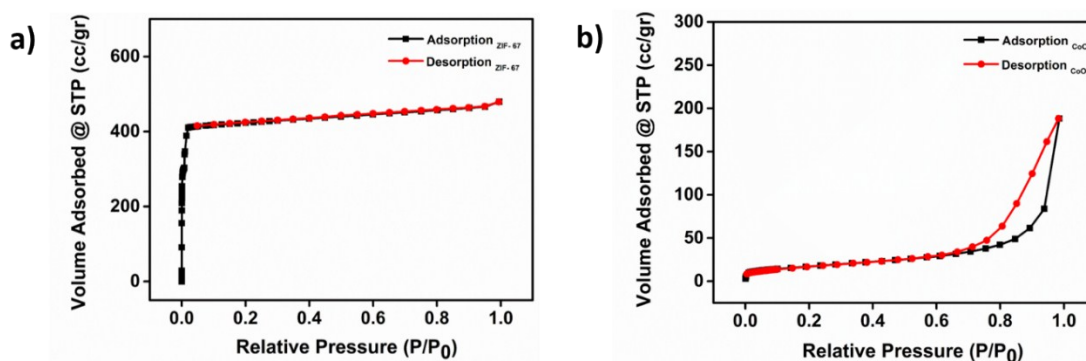 a)
Volume Adsorbed @ STP (cc/gr)
600
400
200
0
Adsorption ZIF-67
Desorption ZIF-67
0.0 0.2 0.4 0.6 0.8 1.0
Relative Pressure (P/P0)
b)
Volume Adsorbed @ STP (cc/gr)
300
250
200
150
100
50
0
Adsorption CoO
Desorption CoO
0.0 0.2 0.4 0.6 0.8 1.0
Relative Pressure (P/P0)